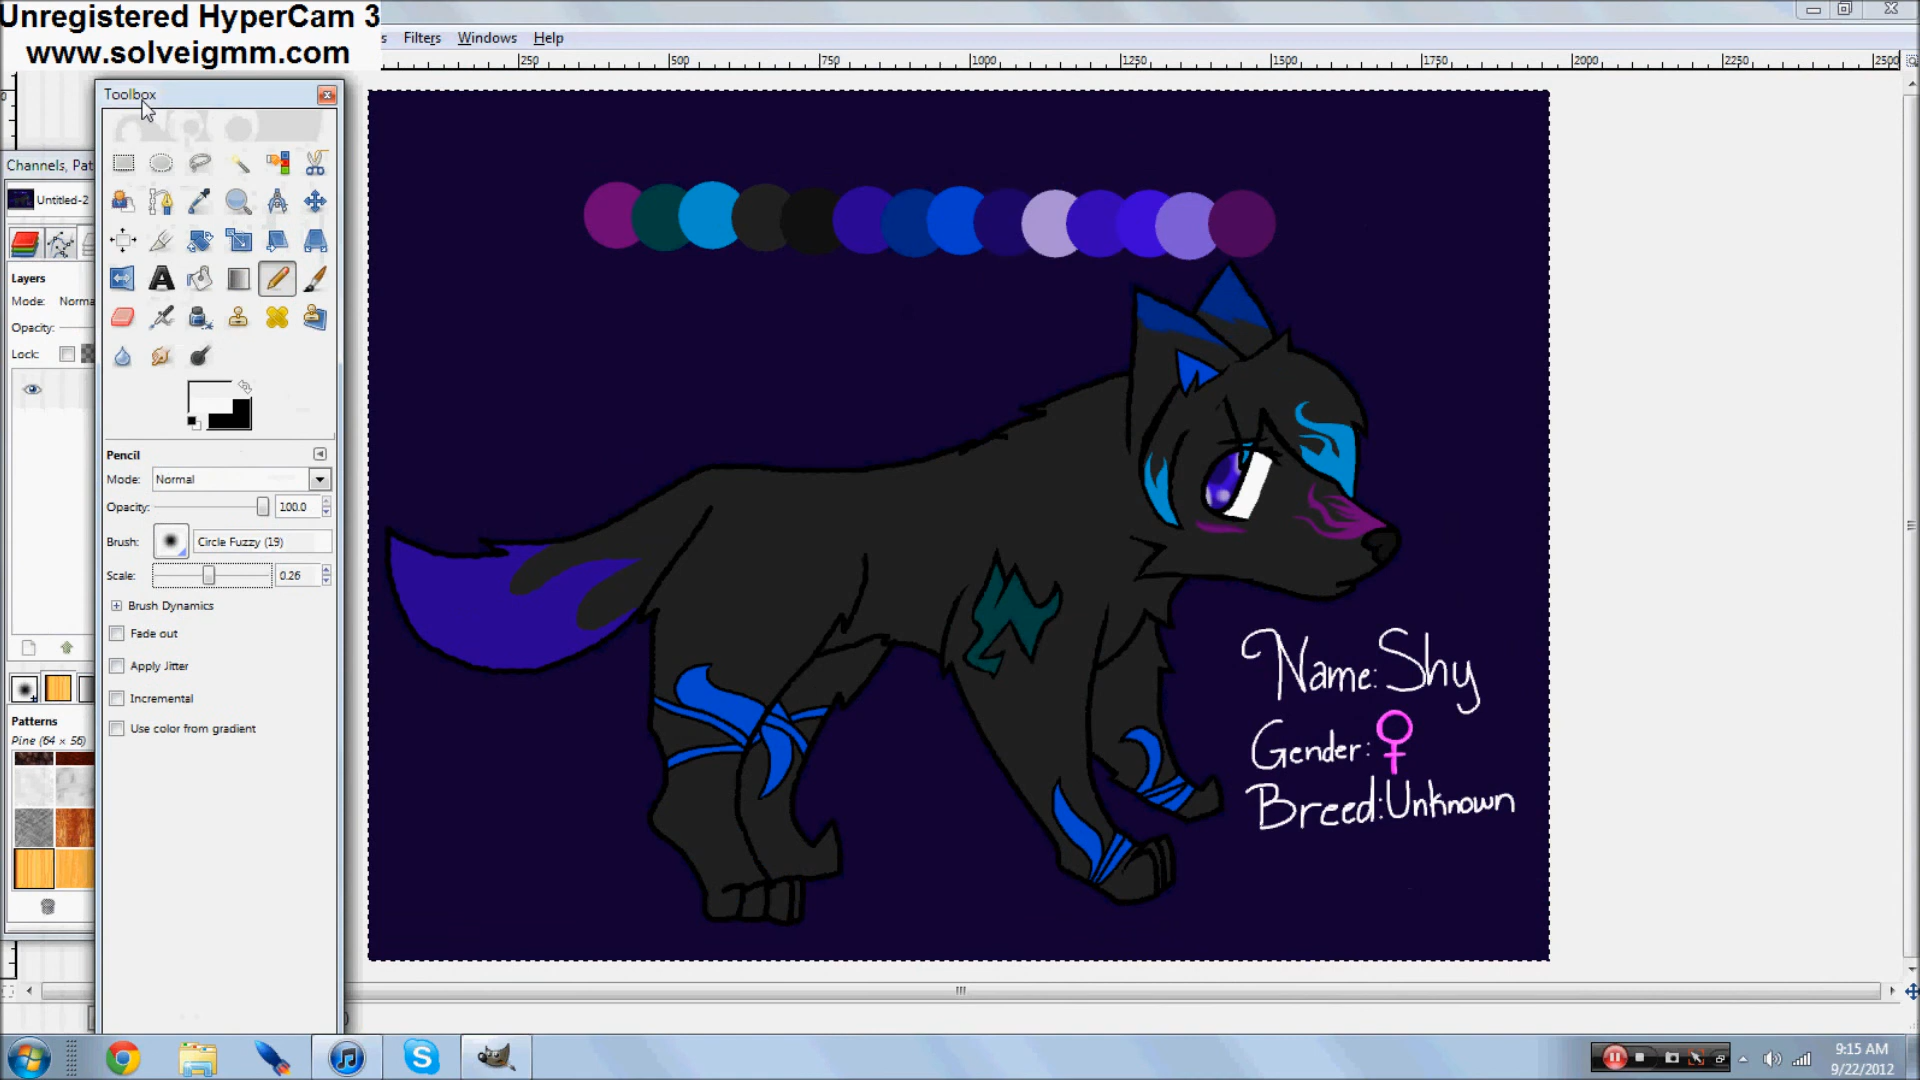 Unregistered HyperCam 3
www.solveigmm.com
Filters Windows Help
250 500 750 1000 1250 1500 1750 2000 2250 2500
Toolbox
Channels, Pat
Untitled-2
Layers
Mode: Norma
Opacity:
Lock:
Patterns
Pine (64 × 56)
Pencil
Mode: Normal
Opacity: 100.0
Brush: Circle Fuzzy (19)
Scale: 0.26
Brush Dynamics
Fade out
Apply Jitter
Incremental
Use color from gradient
Name: Shy
Gender: ♀
Breed: Unknown
9:15 AM
9/22/2012